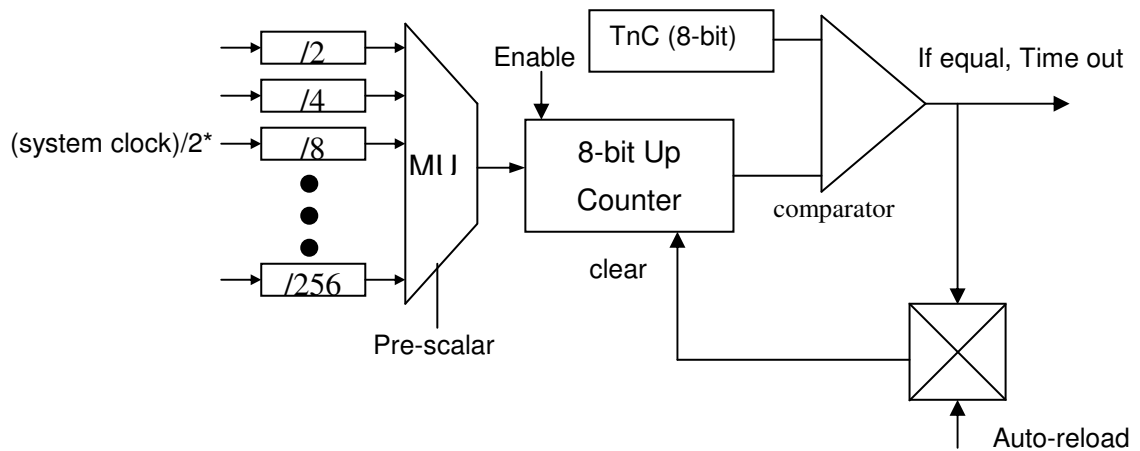 /2
/4
(system clock)/2*
/8
/256
MU
Pre-scalar
Enable
8-bit Up
Counter
clear
TnC (8-bit)
comparator
If equal, Time out
Auto-reload